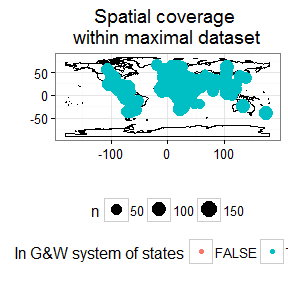 Spatial coverage
within maximal dataset
50
0
-50
-100 0 100
n 50 100 150
In G&W system of states FALSE